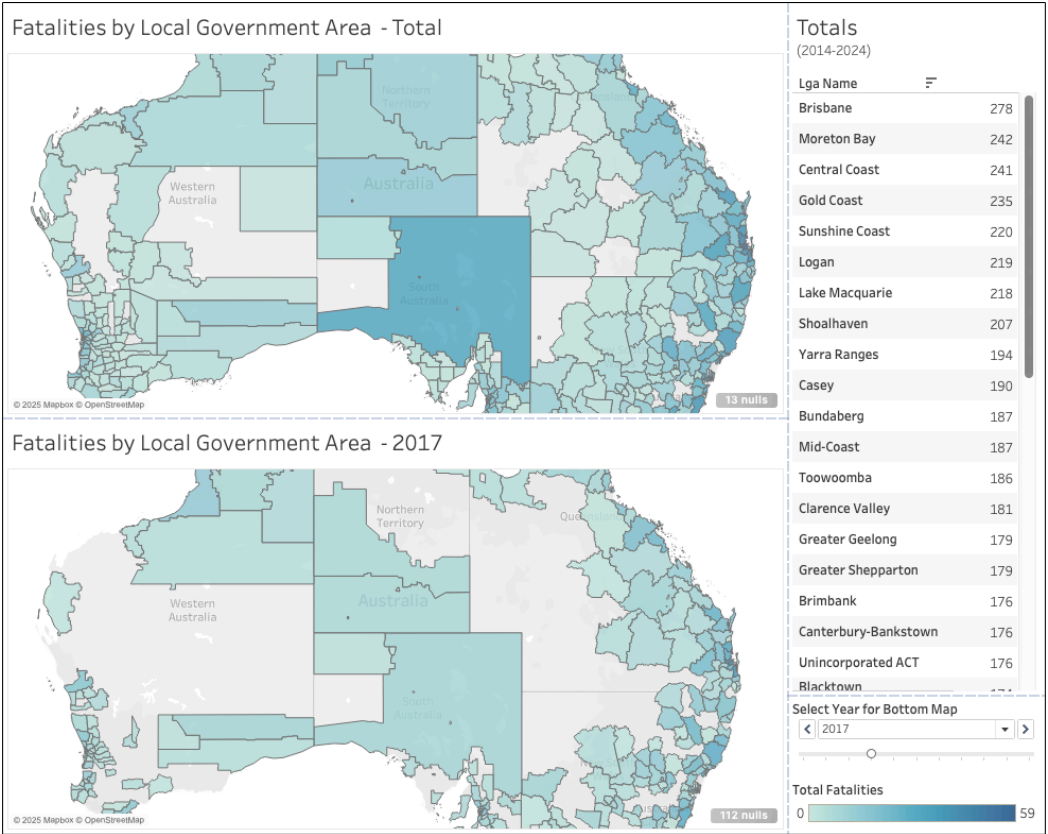 Fatalities by Local Government Area - Total
Northern
Territory
Western
Australia
Australia
South
Australia
© 2025 Mapbox © OpenStreetMap
13 nulls
Fatalities by Local Government Area - 2017
Northern
Territory
Queensland
Western
Australia
Australia
South
Australia
© 2025 Mapbox © OpenStreetMap
112 nulls
Totals
(2014-2024)
Lga Name
Brisbane 278
Moreton Bay 242
Central Coast 241
Gold Coast 235
Sunshine Coast 220
Logan 219
Lake Macquarie 218
Shoalhaven 207
Yarra Ranges 194
Casey 190
Bundaberg 187
Mid-Coast 187
Toowoomba 186
Clarence Valley 181
Greater Geelong 179
Greater Shepparton 179
Brimbank 176
Canterbury-Bankstown 176
Unincorporated ACT 176
Blacktown 174
Select Year for Bottom Map
2017
Total Fatalities
0 59